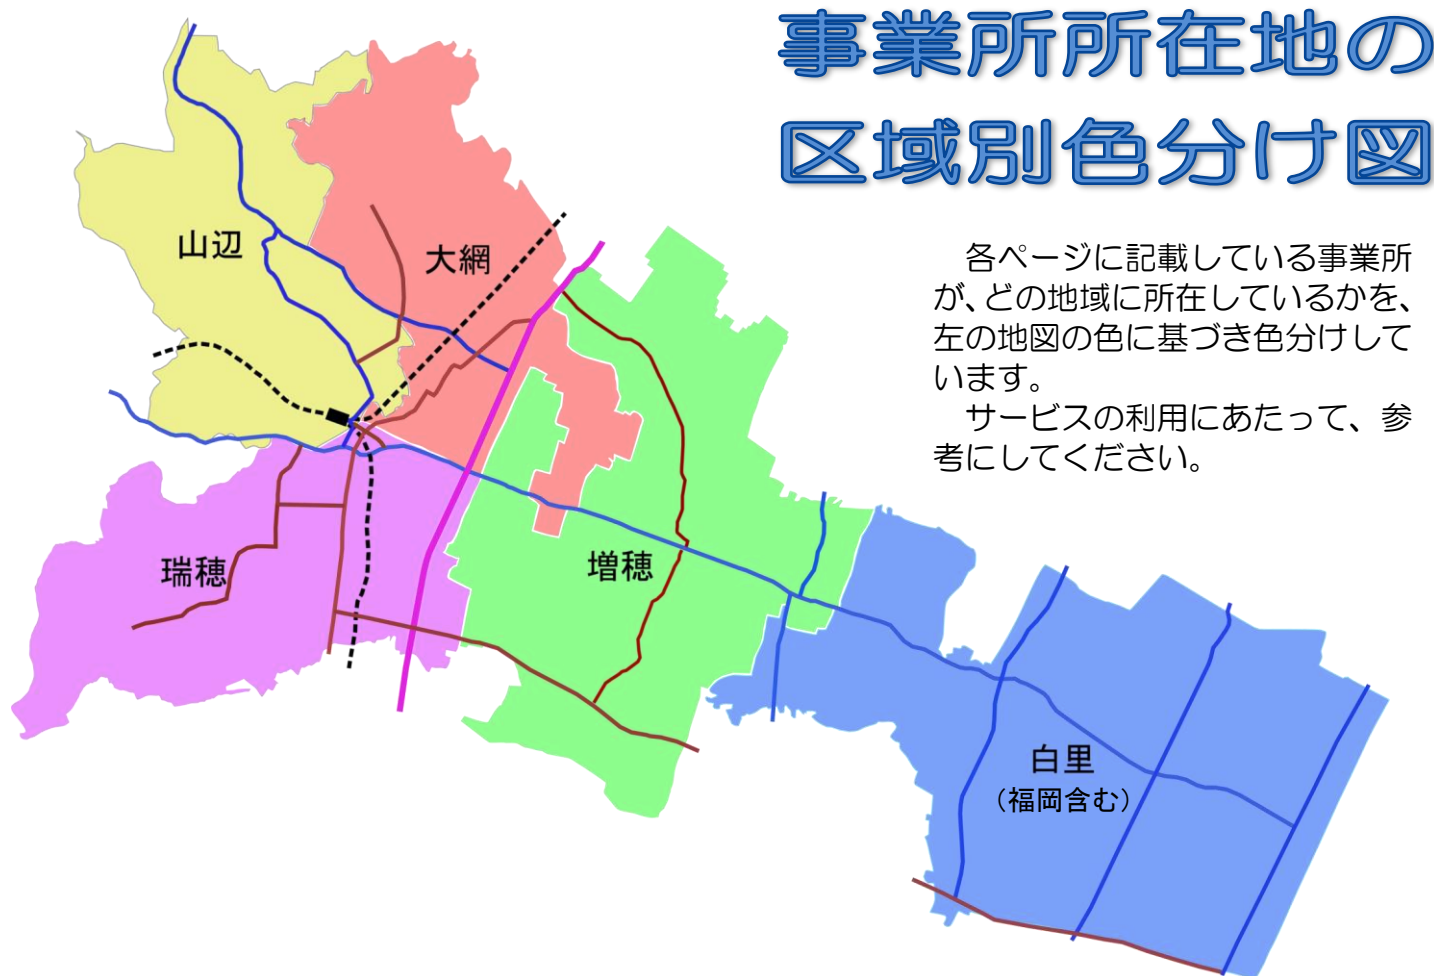 事業所所在地の
区域別色分け図
　各ページに記載している事業所
が、どの地域に所在しているかを、
左の地図の色に基づき色分けして
います。
　サービスの利用にあたって、参
考にしてください。
山辺
大網
瑞穂
増穂
白里
（福岡含む）